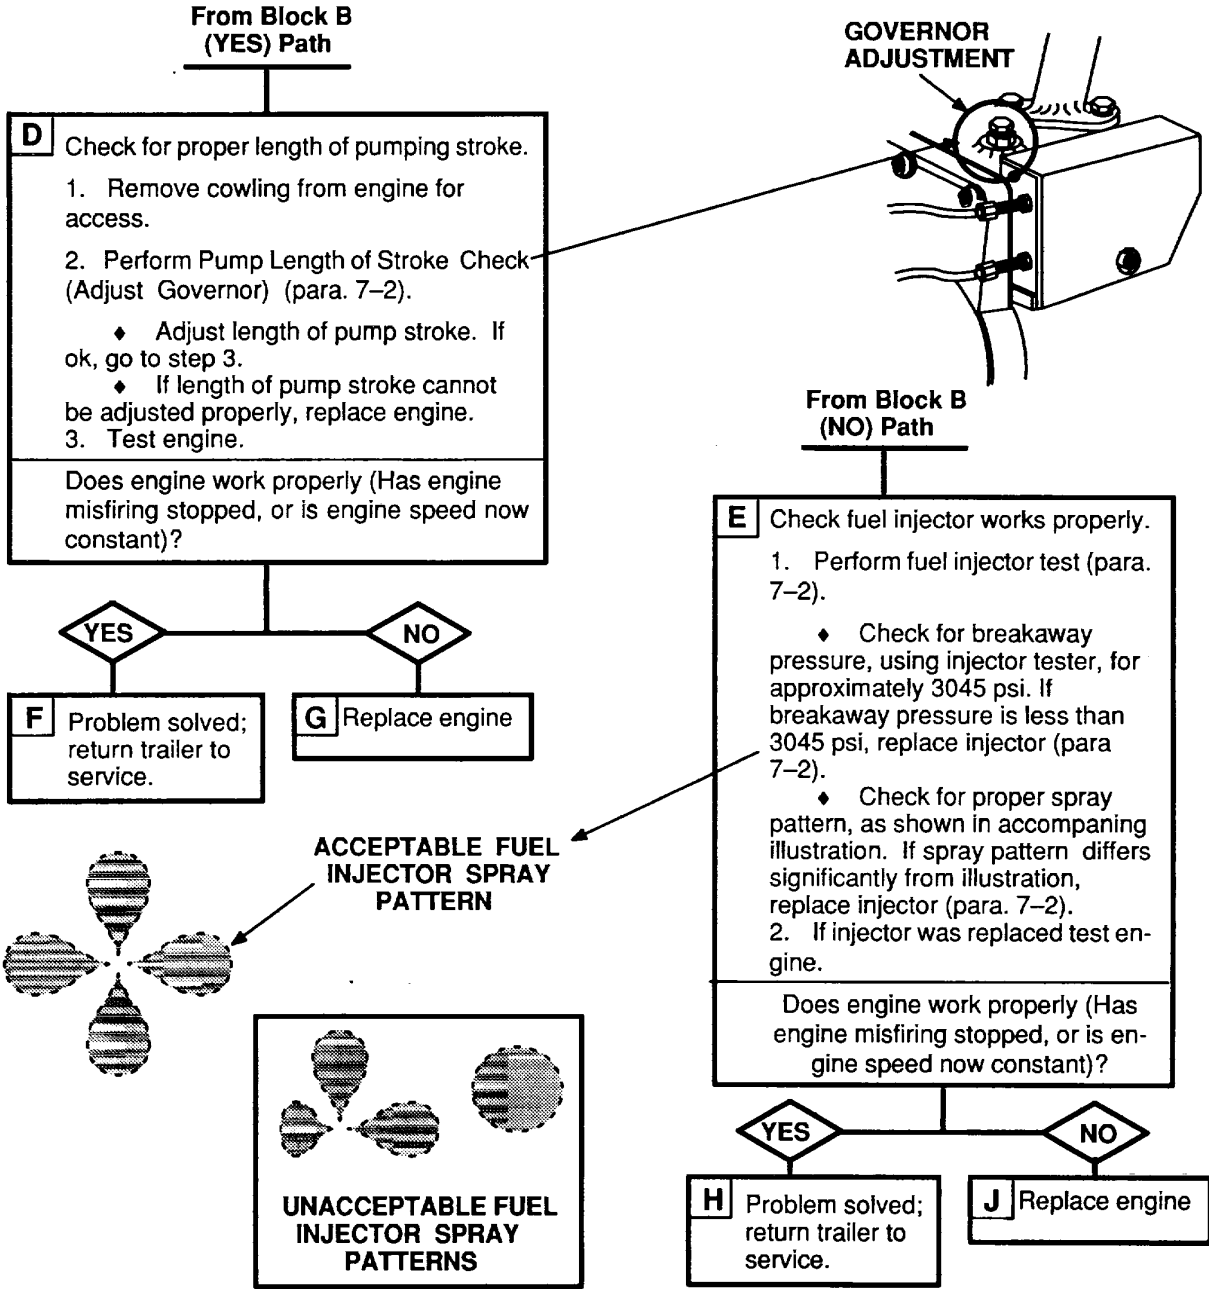 From Block B
(YES) Path
GOVERNOR
ADJUSTMENT
D
Check for proper length of pumping stroke.
1. Remove cowling from engine for
access.
2. Perform Pump Length of Stroke Check
(Adjust Governor) (para. 7–2).
♦ Adjust length of pump stroke. If
ok, go to step 3.
♦ If length of pump stroke cannot
be adjusted properly, replace engine.
3. Test engine.
Does engine work properly (Has engine
misfiring stopped, or is engine speed now
constant)?
YES
NO
F
Problem solved;
return trailer to
service.
G
Replace engine
From Block B
(NO) Path
E
Check fuel injector works properly.
1. Perform fuel injector test (para.
7–2).
♦ Check for breakaway
pressure, using injector tester, for
approximately 3045 psi. If
breakaway pressure is less than
3045 psi, replace injector (para
7–2).
♦ Check for proper spray
pattern, as shown in accompaning
illustration. If spray pattern differs
significantly from illustration,
replace injector (para. 7–2).
2. If injector was replaced test en-
gine.
Does engine work properly (Has
engine misfiring stopped, or is en-
gine speed now constant)?
YES
NO
H
Problem solved;
return trailer to
service.
J
Replace engine
ACCEPTABLE FUEL
INJECTOR SPRAY
PATTERN
UNACCEPTABLE FUEL
INJECTOR SPRAY
PATTERNS